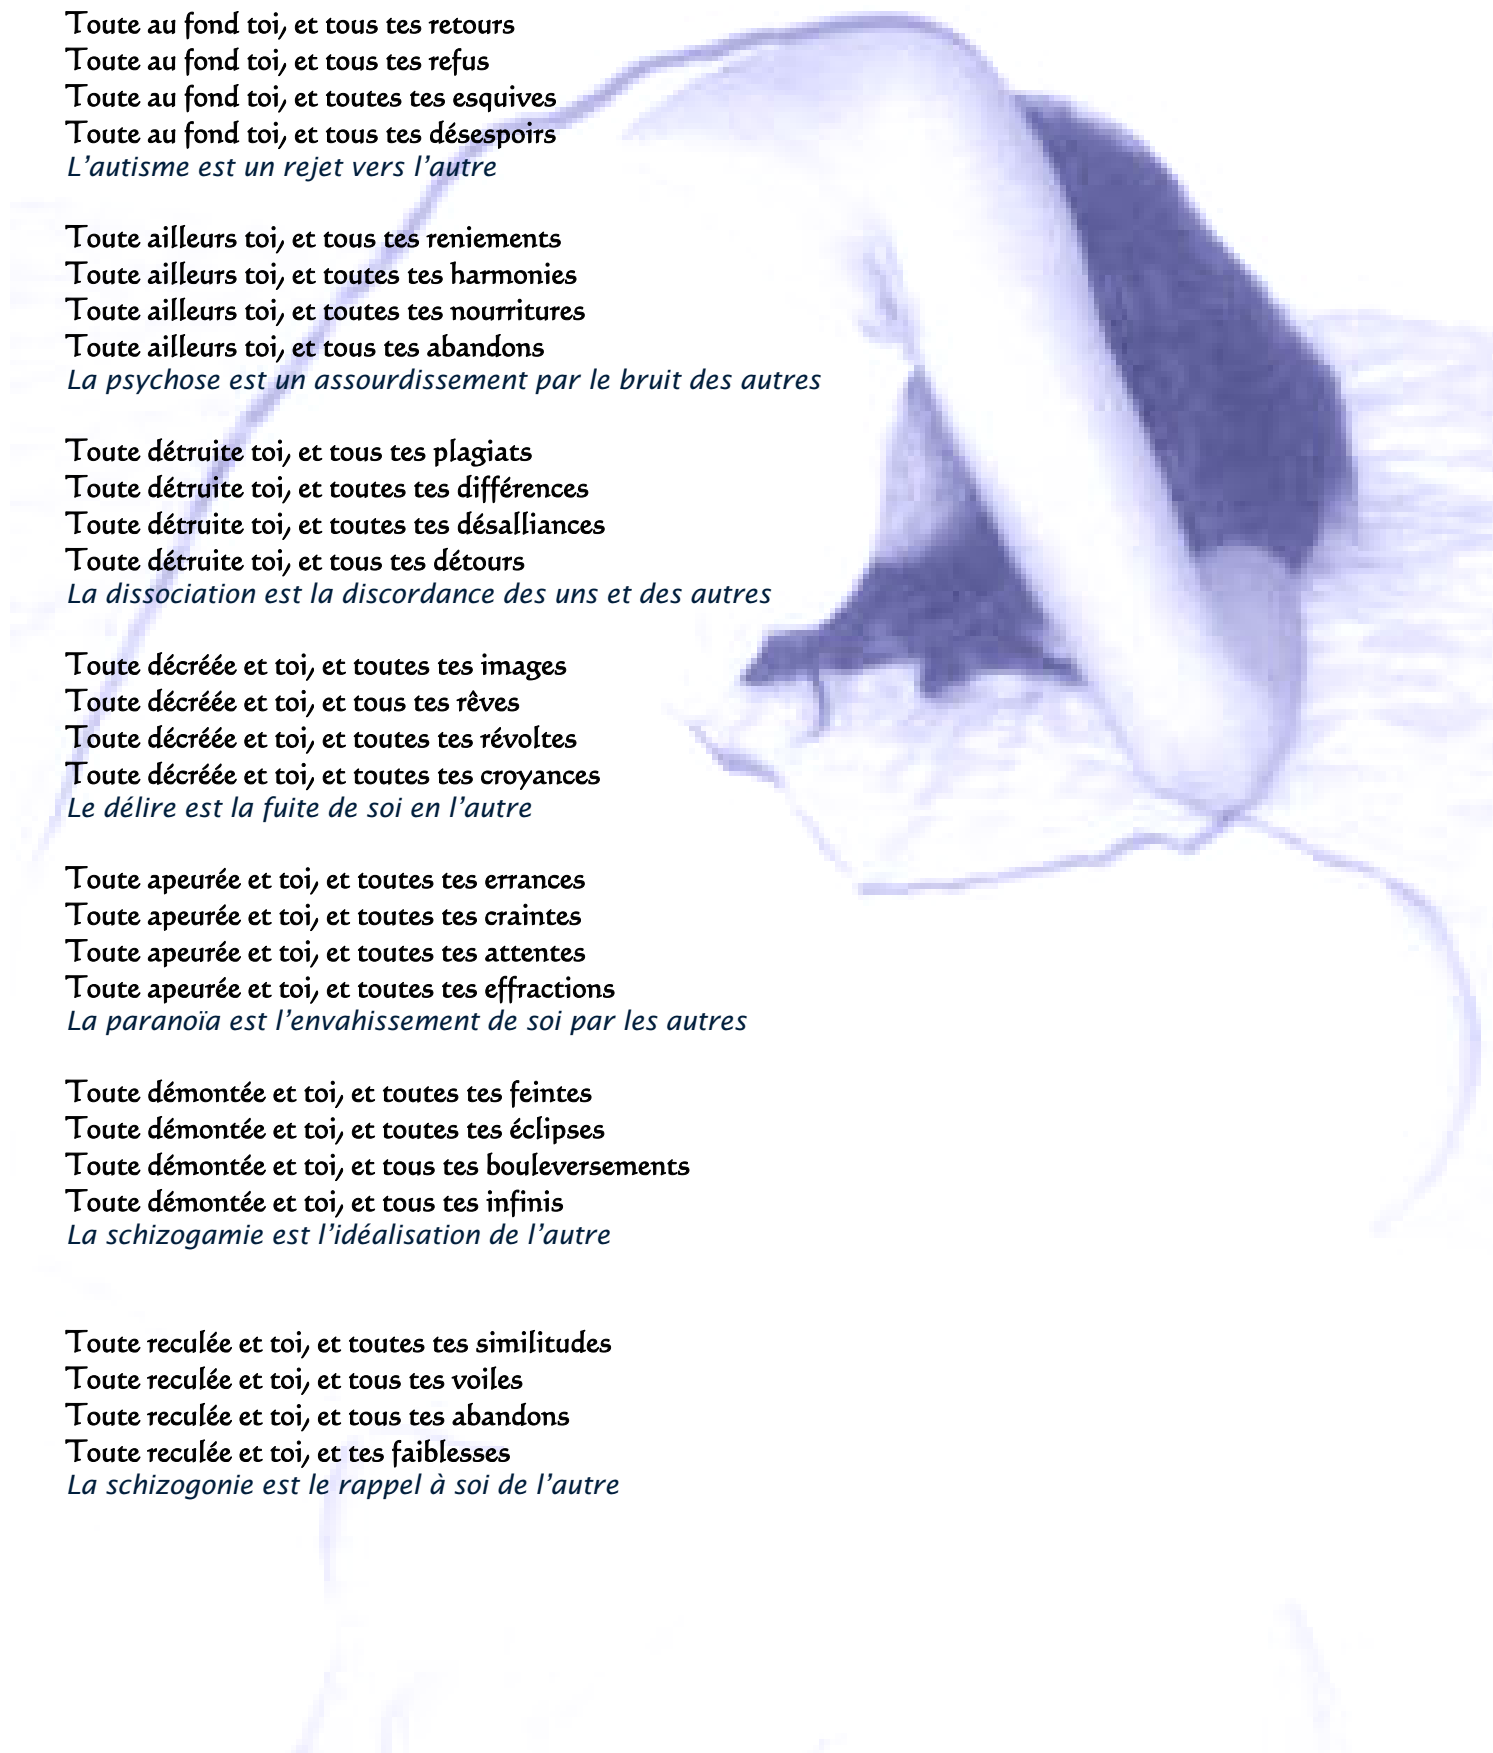 Toute au fond toi, et tous tes retours
Toute au fond toi, et tous tes refus
Toute au fond toi, et toutes tes esquives
Toute au fond toi, et tous tes désespoirs
L’autisme est un rejet vers l’autre
Toute ailleurs toi, et tous tes reniements
Toute ailleurs toi, et toutes tes harmonies
Toute ailleurs toi, et toutes tes nourritures
Toute ailleurs toi, et tous tes abandons
La psychose est un assourdissement par le bruit des autres
Toute détruite toi, et tous tes plagiats
Toute détruite toi, et toutes tes différences
Toute détruite toi, et toutes tes désalliances
Toute détruite toi, et tous tes détours
La dissociation est la discordance des uns et des autres
Toute décréée et toi, et toutes tes images
Toute décréée et toi, et tous tes rêves
Toute décréée et toi, et toutes tes révoltes
Toute décréée et toi, et toutes tes croyances
Le délire est la fuite de soi en l’autre
Toute apeurée et toi, et toutes tes errances
Toute apeurée et toi, et toutes tes craintes
Toute apeurée et toi, et toutes tes attentes
Toute apeurée et toi, et toutes tes effractions
La paranoïa est l’envahissement de soi par les autres
Toute démontée et toi, et toutes tes feintes
Toute démontée et toi, et toutes tes éclipses
Toute démontée et toi, et tous tes bouleversements
Toute démontée et toi, et tous tes infinis
La schizogamie est l’idéalisation de l’autre
Toute reculée et toi, et toutes tes similitudes
Toute reculée et toi, et tous tes voiles
Toute reculée et toi, et tous tes abandons
Toute reculée et toi, et tes faiblesses
La schizogonie est le rappel à soi de l’autre